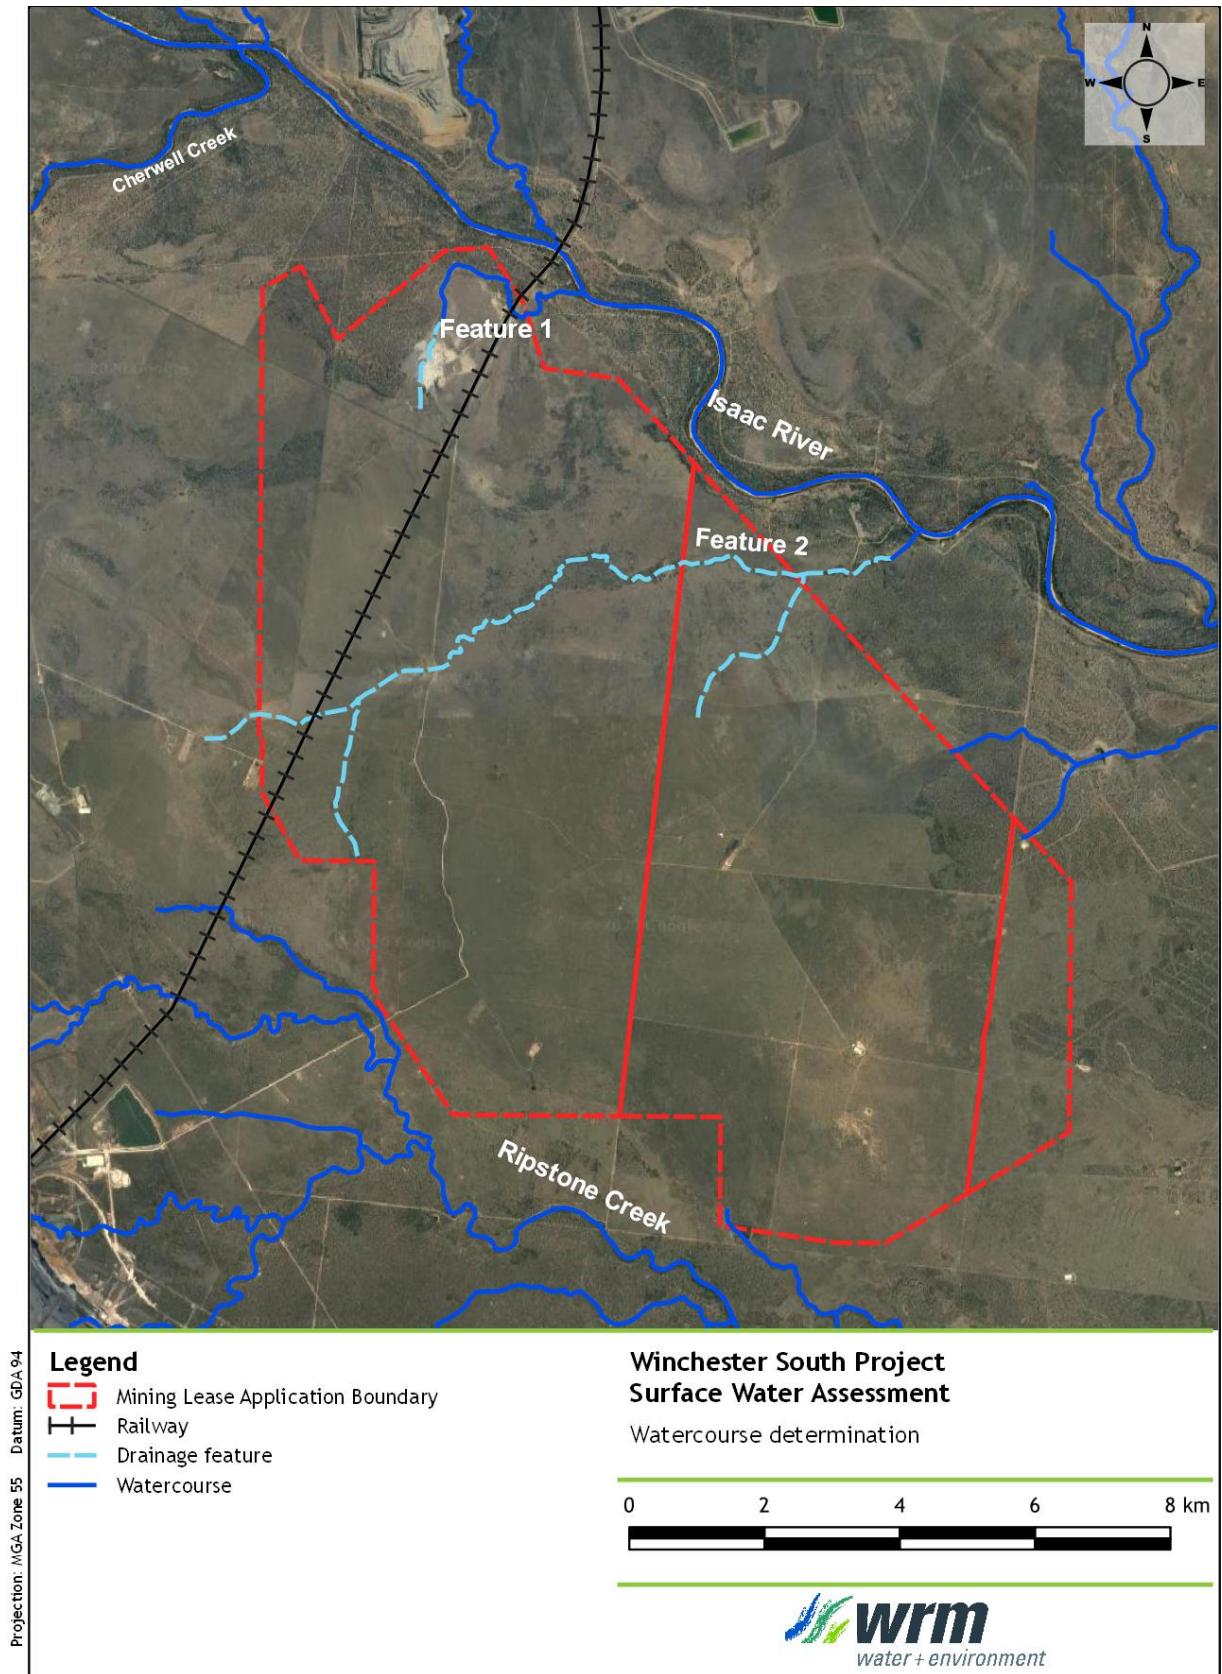 N
W
E
S
Cherwell Creek
Feature 1
Isaac River
Feature 2
Ripstone Creek
Legend
Mining Lease Application Boundary
Railway
Drainage feature
Watercourse
Winchester South Project
Surface Water Assessment
Watercourse determination
0 2 4 6 8 km
wrm
water + environment
Projection: MGA Zone 55 Datum: GDA 94